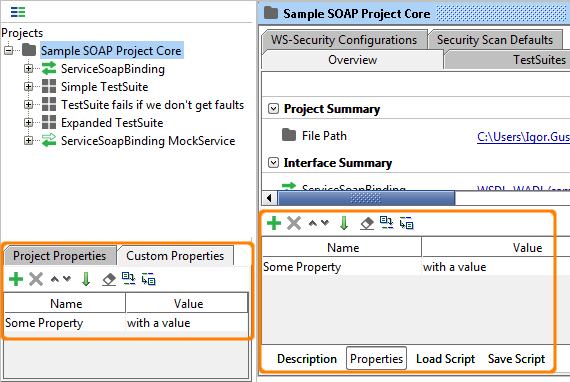 Projects
Sample SOAP Project Core
ServiceSoapBinding
Simple TestSuite
TestSuite fails if we don't get faults
Expanded TestSuite
ServiceSoapBinding MockService
Project Properties Custom Properties
Name Value
Some Property with a value
Sample SOAP Project Core
WS-Security Configurations Security Scan Defaults
Overview TestSuites
Project Summary
File Path C:\Users\Igor.Gus
Interface Summary
ServiceSoapBinding
Name Value
Some Property with a value
Description Properties Load Script Save Script